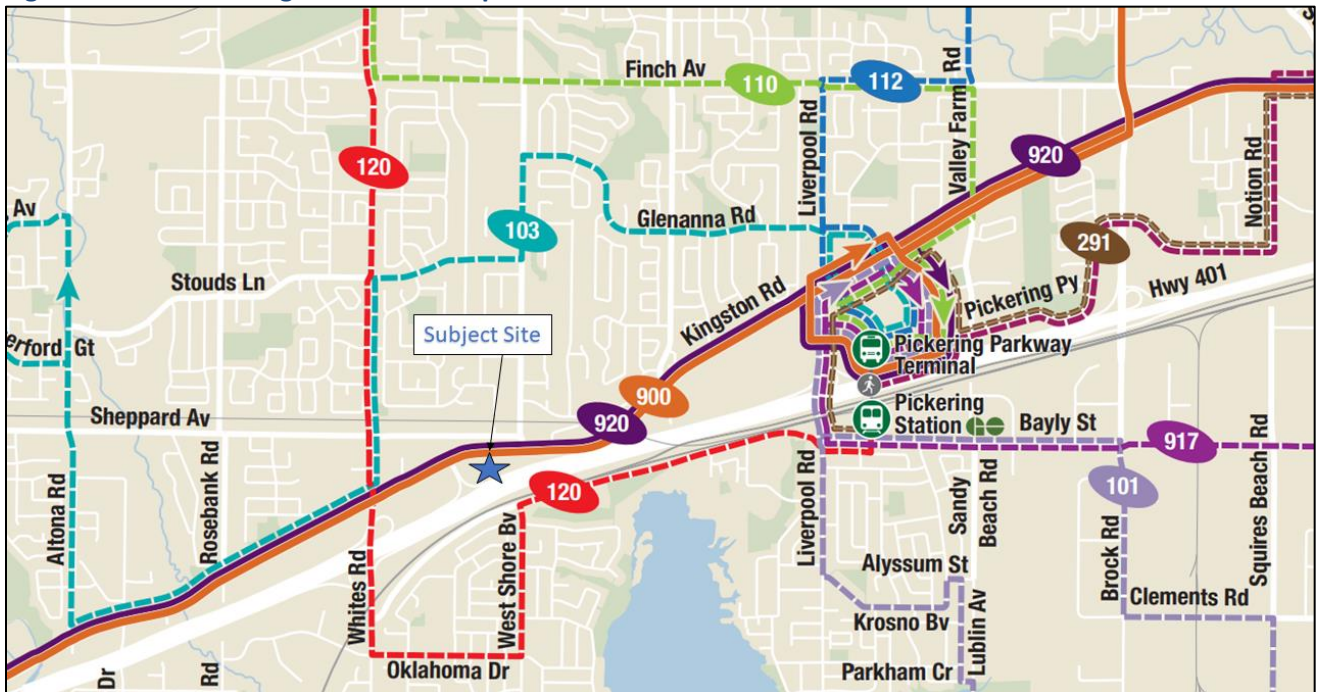 Finch Av
110
112
Liverpool Rd
Valley Farm
Rd
120
920
Av
103
Glenanna Rd
Notion Rd
291
Stouds Ln
Kingston Rd
Pickering Py
Hwy 401
erford Gt
Subject Site
Pickering Parkway
Terminal
900
920
Sheppard Av
Pickering
Station
Bayly St
917
Altona Rd
Rosebank Rd
120
101
Whites Rd
West Shore Bv
Liverpool Rd
Sandy
Beach Rd
Brock Rd
Squires Beach Rd
Alyssum St
Krosno Bv
Lublin Av
Clements Rd
Oklahoma Dr
Parkham Cr
Dr
Rd